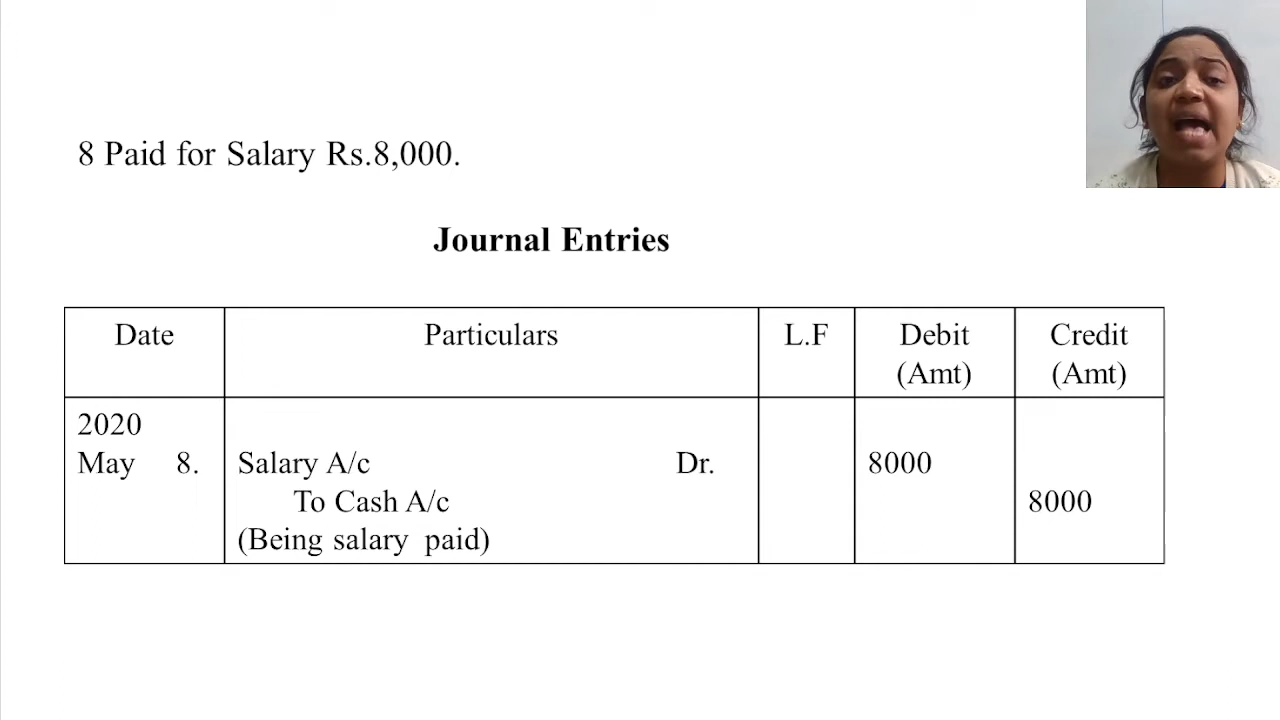 8 Paid for Salary Rs.8,000.
Journal Entries
Date Particulars L.F Debit (Amt) Credit (Amt)
2020
May 8. Salary A/c Dr. 8000
To Cash A/c 8000
(Being salary paid)